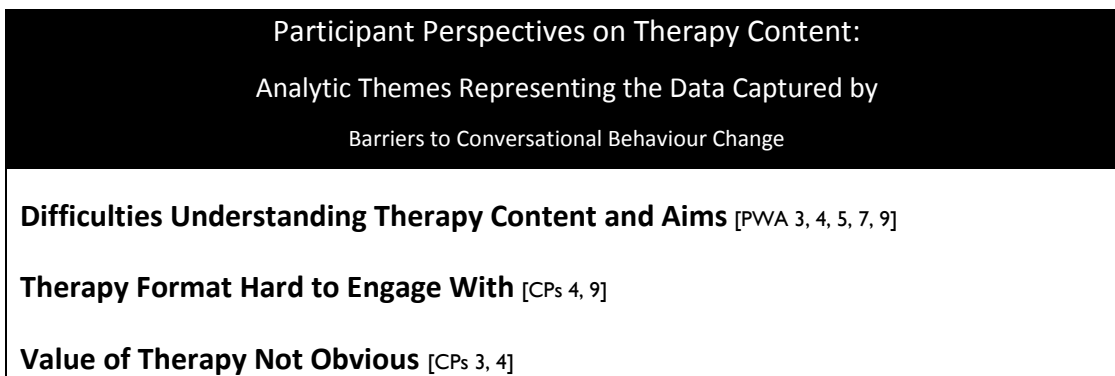 Participant Perspectives on Therapy Content:
Analytic Themes Representing the Data Captured by
Barriers to Conversational Behaviour Change
Difficulties Understanding Therapy Content and Aims [PWA 3, 4, 5, 7, 9]
Therapy Format Hard to Engage With [CPs 4, 9]
Value of Therapy Not Obvious [CPs 3, 4]